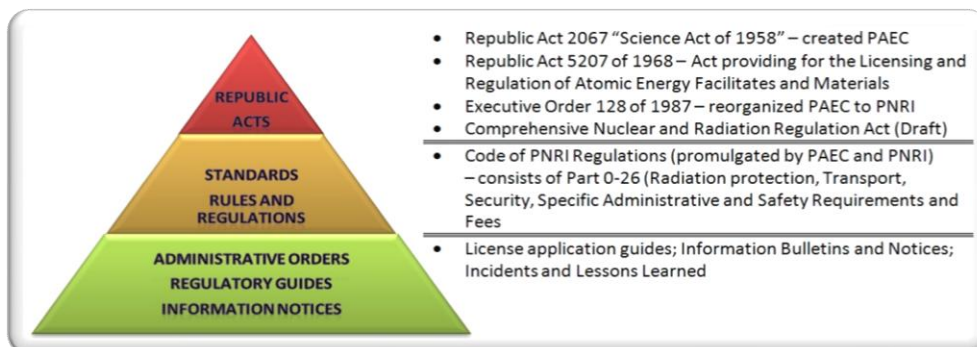 REPUBLIC
ACTS
STANDARDS
RULES AND
REGULATIONS
ADMINISTRATIVE ORDERS
REGULATORY GUIDES
INFORMATION NOTICES
• Republic Act 2067 “Science Act of 1958” – created PAEC
• Republic Act 5207 of 1968 – Act providing for the Licensing and
Regulation of Atomic Energy Facilitates and Materials
• Executive Order 128 of 1987 – reorganized PAEC to PNRI
• Comprehensive Nuclear and Radiation Regulation Act (Draft)
• Code of PNRI Regulations (promulgated by PAEC and PNRI)
– consists of Part 0-26 (Radiation protection, Transport,
Security, Specific Administrative and Safety Requirements and
Fees
• License application guides; Information Bulletins and Notices;
Incidents and Lessons Learned